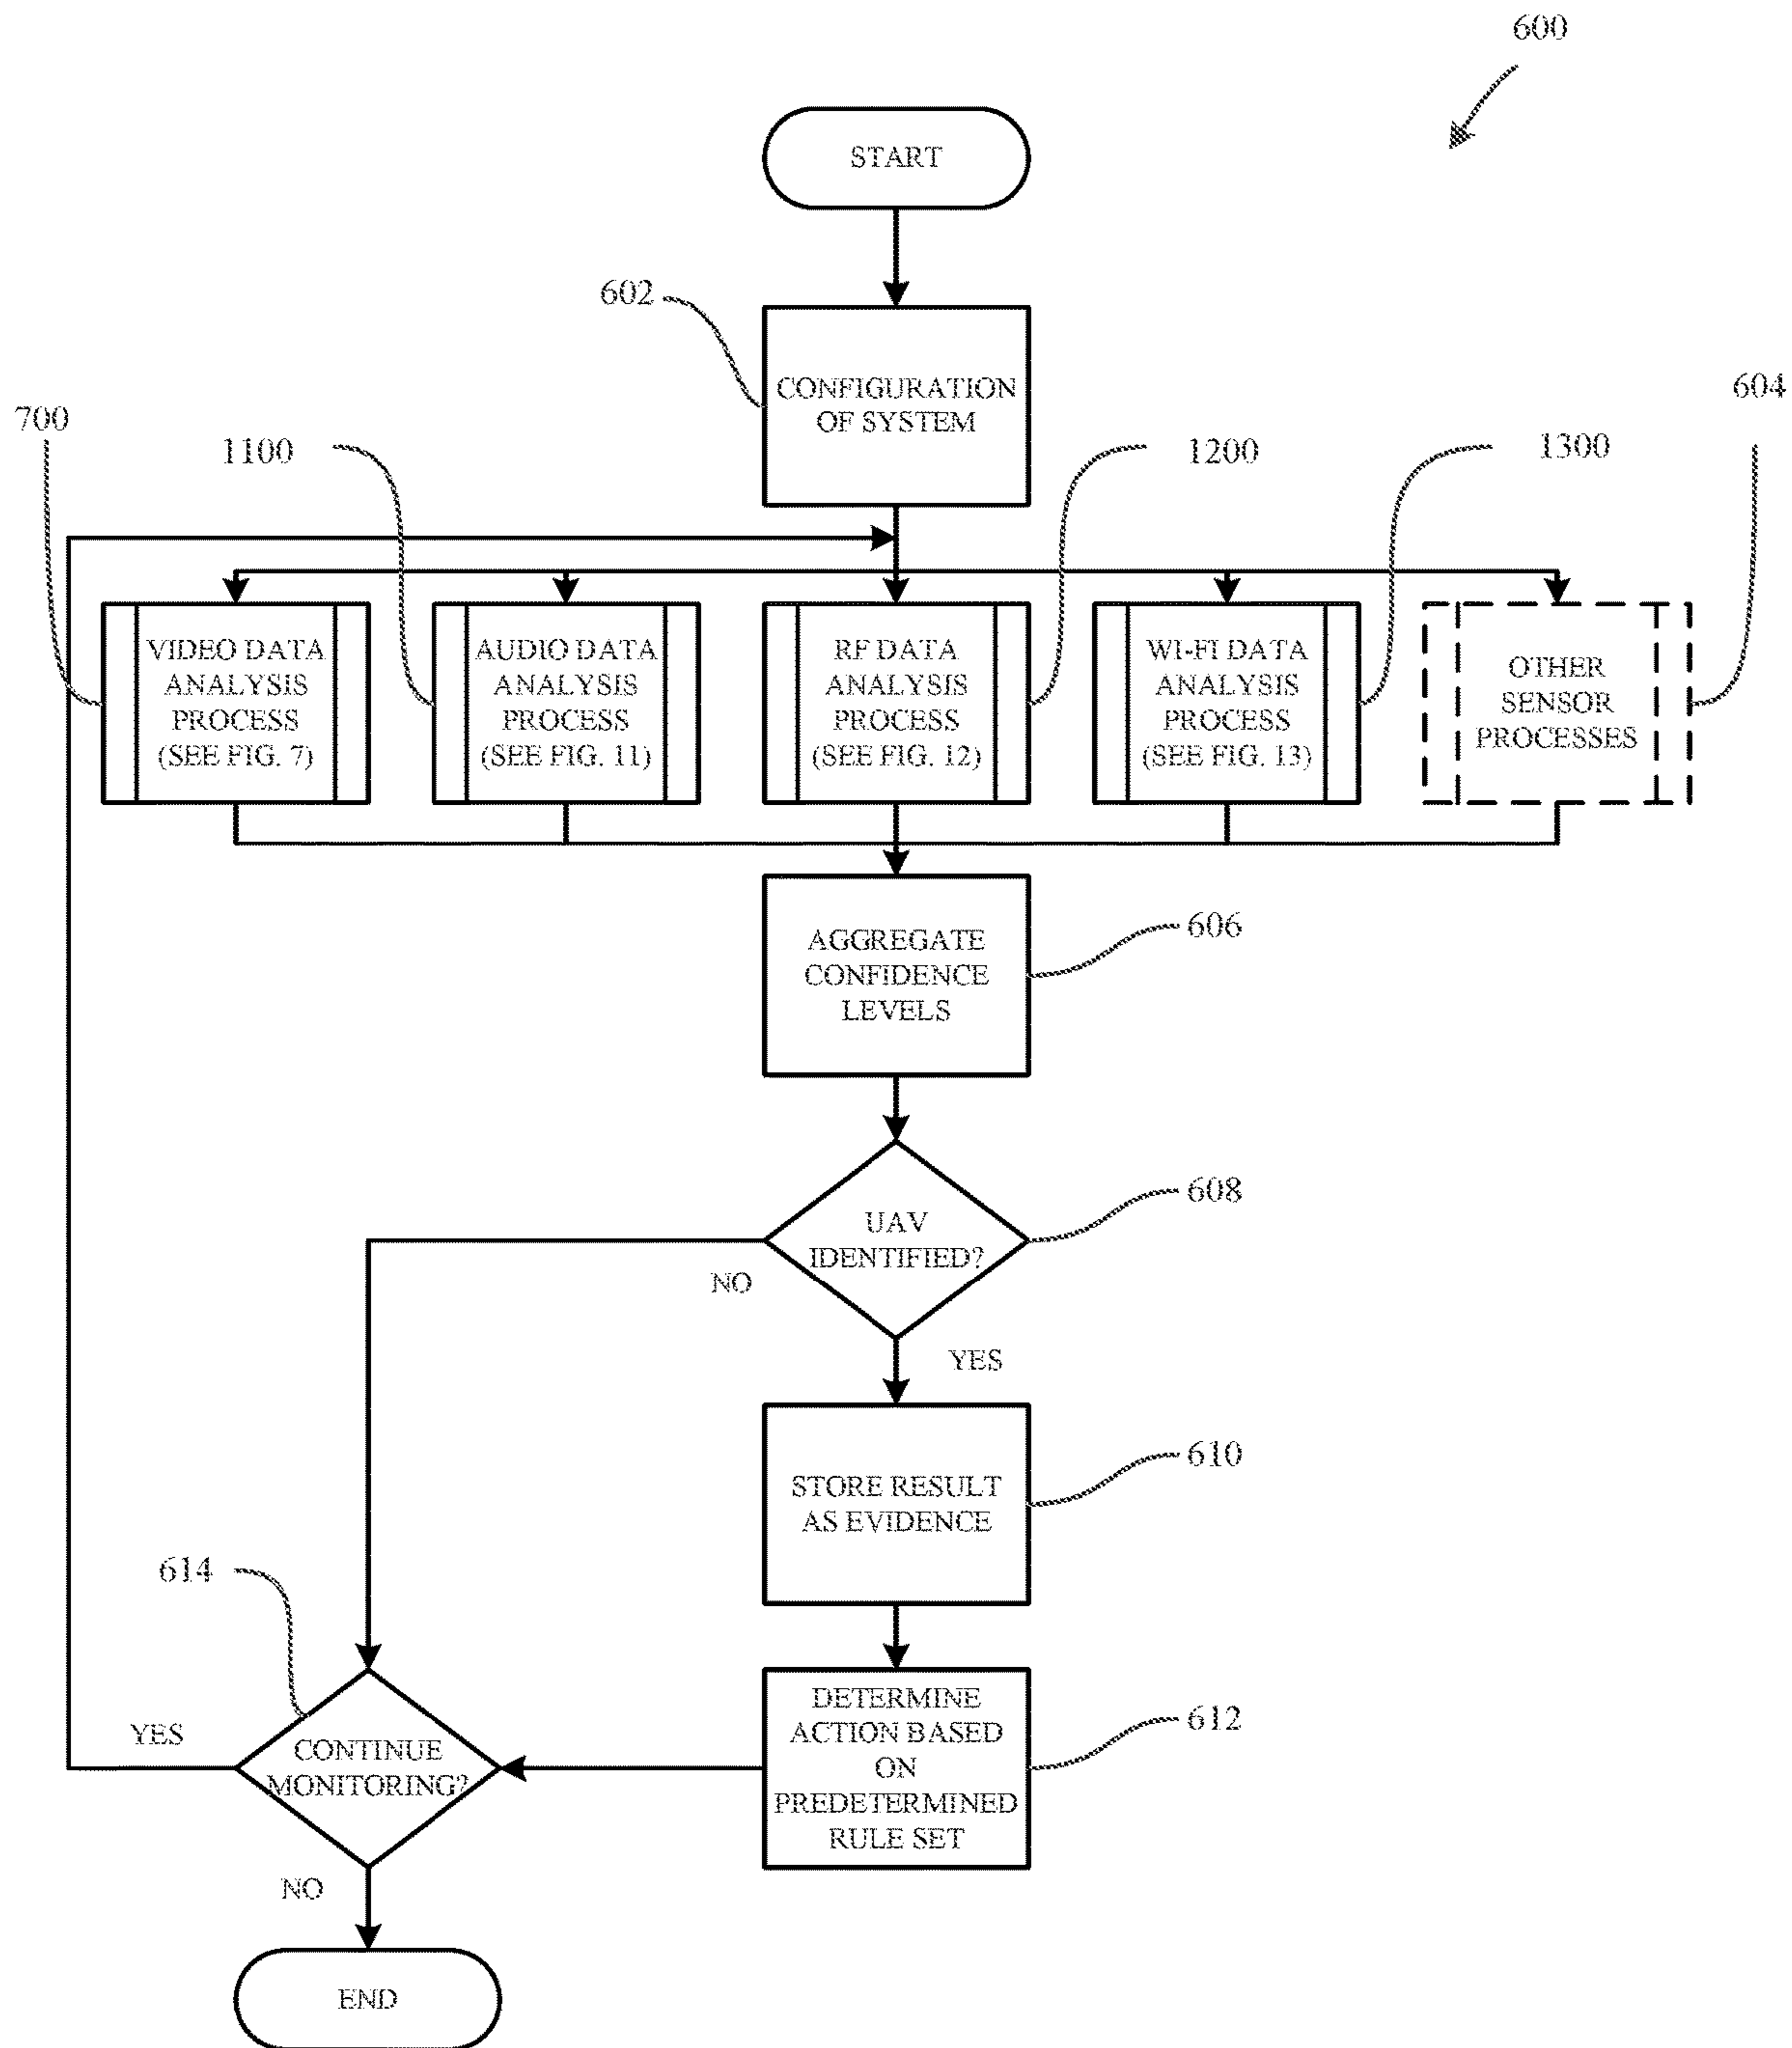 600
START
602
CONFIGURATION
OF SYSTEM
604
700
1100
1200
1300
VIDEO DATA
ANALYSIS
PROCESS
(SEE FIG. 7)
AUDIO DATA
ANALYSIS
PROCESS
(SEE FIG. 11)
RF DATA
ANALYSIS
PROCESS
(SEE FIG. 12)
WI-FI DATA
ANALYSIS
PROCESS
(SEE FIG. 13)
OTHER
SENSOR
PROCESSES
AGGREGATE
CONFIDENCE
LEVELS
606
608
UAV
IDENTIFIED?
NO
YES
610
STORE RESULT
AS EVIDENCE
614
DETERMINE
ACTION BASED
ON
PREDETERMINED
RULE SET
612
YES
CONTINUE
MONITORING?
NO
END